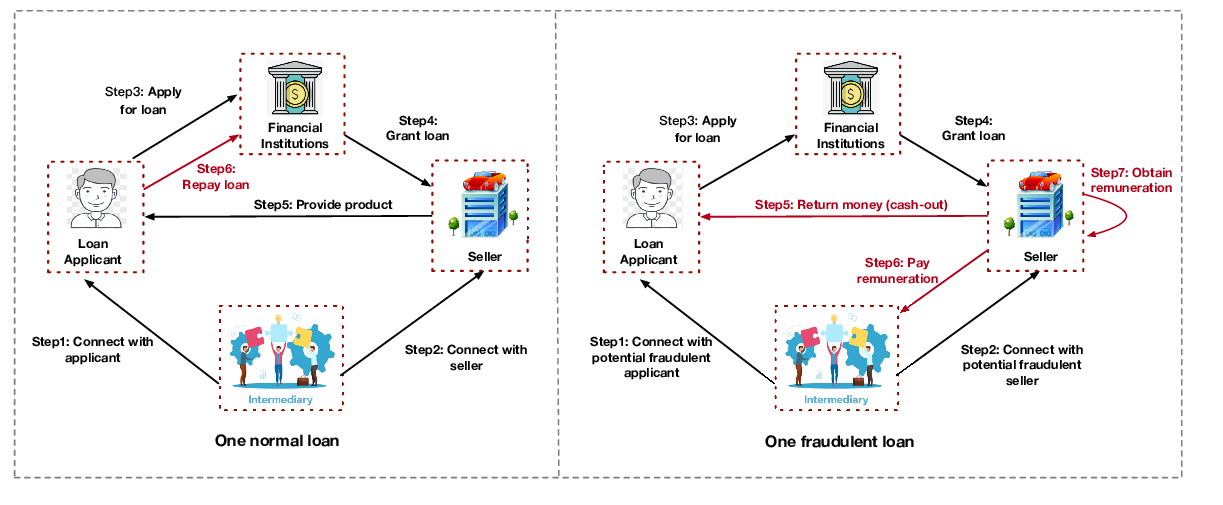 Step3: Apply
for loan
$
Financial
Institutions
Step4:
Grant loan
Step6:
Repay loan
Step5: Provide product
Loan
Applicant
Seller
Step1: Connect with
applicant
Step2: Connect with
seller
Intermediary
One normal loan
Step3: Apply
for loan
$
Financial
Institutions
Step4:
Grant loan
Step7: Obtain
remuneration
Step5: Return money (cash-out)
Loan
Applicant
Seller
Step6: Pay
remuneration
Step1: Connect with
potential fraudulent
applicant
Step2: Connect with
potential fraudulent
seller
Intermediary
One fraudulent loan